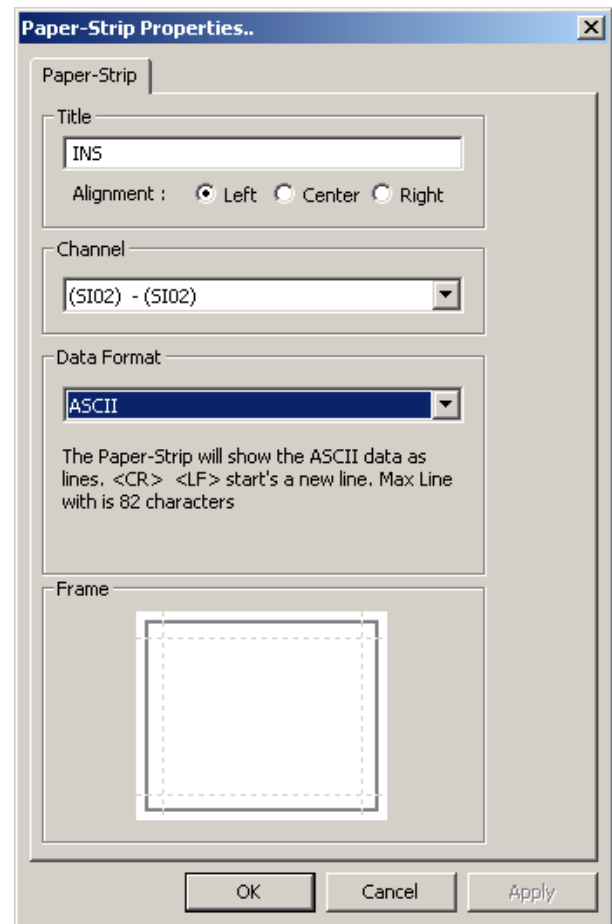 Paper-Strip Properties..
Paper-Strip
Title
INS
Alignment : Left Center Right
Channel
(SI02) - (SI02)
Data Format
ASCII
The Paper-Strip will show the ASCII data as
lines. <CR> <LF> start's a new line. Max Line
with is 82 characters
Frame
OK Cancel Apply